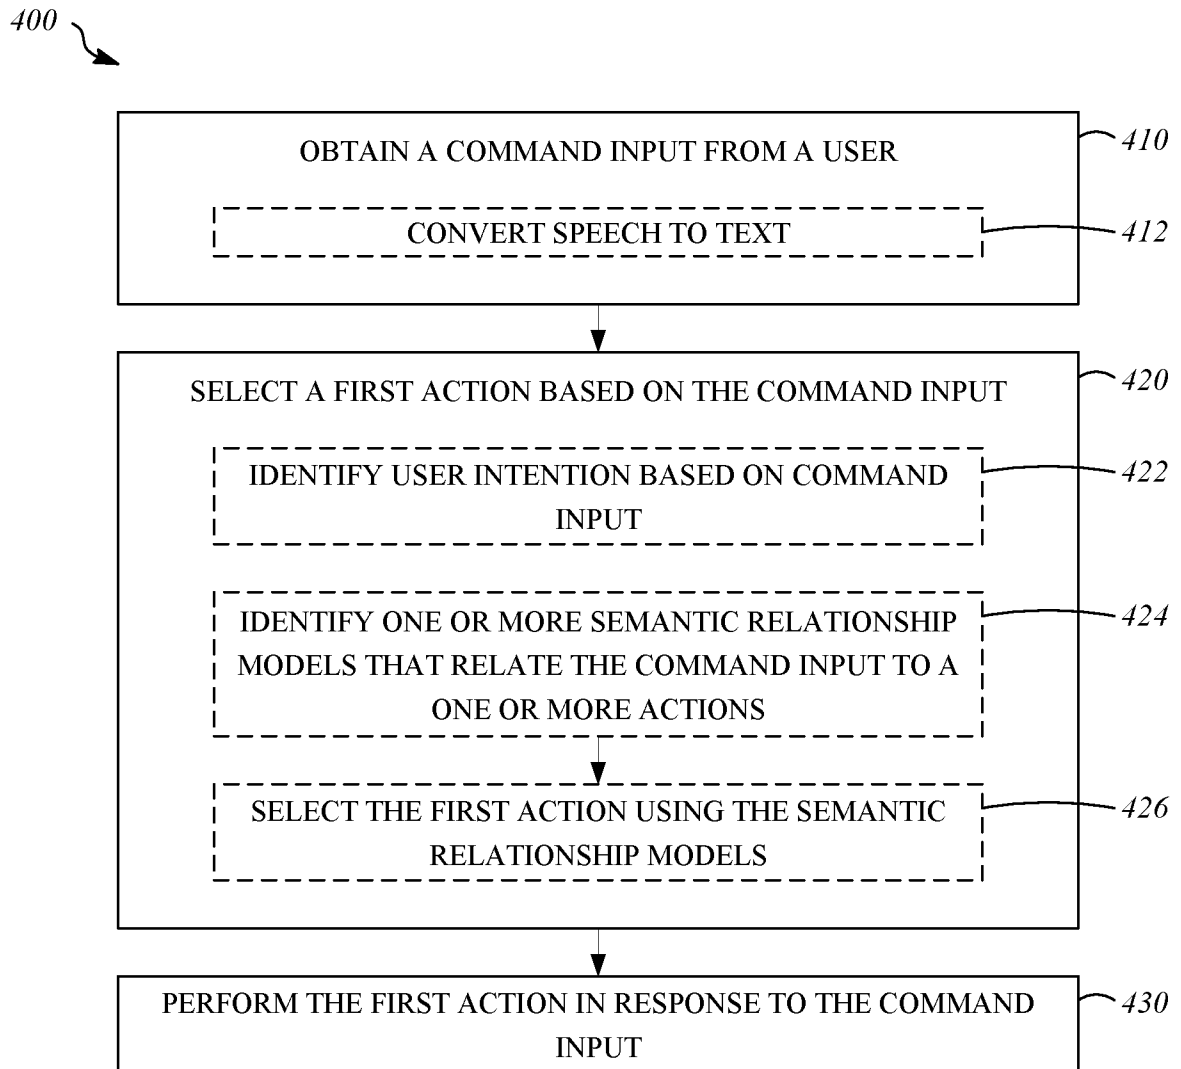 400
OBTAIN A COMMAND INPUT FROM A USER
410
CONVERT SPEECH TO TEXT
412
SELECT A FIRST ACTION BASED ON THE COMMAND INPUT
420
IDENTIFY USER INTENTION BASED ON COMMAND
INPUT
422
IDENTIFY ONE OR MORE SEMANTIC RELATIONSHIP
MODELS THAT RELATE THE COMMAND INPUT TO A
ONE OR MORE ACTIONS
424
SELECT THE FIRST ACTION USING THE SEMANTIC
RELATIONSHIP MODELS
426
PERFORM THE FIRST ACTION IN RESPONSE TO THE COMMAND
INPUT
430